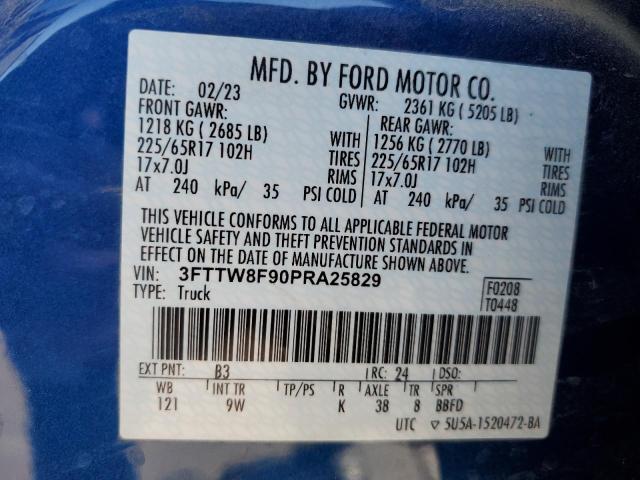 MFD. BY FORD MOTOR CO.
02/23 GVWR: 2361 KG ( 5205 LB)
FRONT GAWR: REAR GAWR:
1218 KG ( 2685 LB) WITH 1256 KG ( 2770 LB) WITH
225/65R17 102H TIRES 225/65R17 102H TIRES
17x7.0J RIMS 17x7.0J RIMS
AT 240 kPa/ 35 PSI COLD AT 240 kPa/ 35 PSI COLD
THIS VEHICLE CONFORMS TO ALL APPLICABLE FEDERAL MOTOR
VEHICLE SAFETY AND THEFT PREVENTION STANDARDS IN
EFFECT ON THE DATE OF MANUFACTURE SHOWN ABOVE.
VIN: 3FTTW8F90PRA25829 F0208
TYPE: Truck T0448
EXT PNT: B3 RC: 24 DSO:
WB INT TR TP/PS R AXLE TR SPR
121 9W K 38 8 BBFD
UTC ▽ 5U5A-1520472-BA